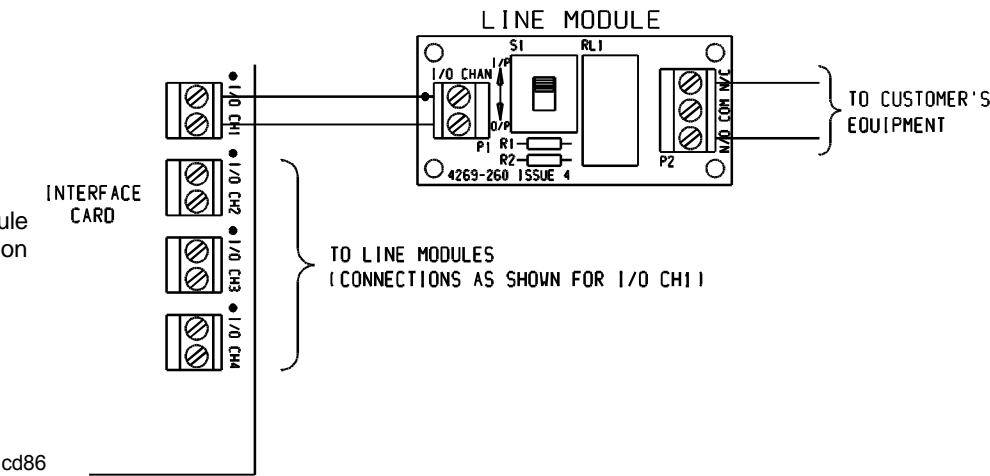 LINE MODULE
S1
RL1
I/P
I/O CHAN
O/P
P1
R1
R2
4269-260 ISSUE 4
N/C
COM
N/O
P2
TO CUSTOMER'S
EQUIPMENT
I/O CH1
I/O CH2
I/O CH3
I/O CH4
INTERFACE
CARD
ule
on
TO LINE MODULES
(CONNECTIONS AS SHOWN FOR I/O CH1)
cd86